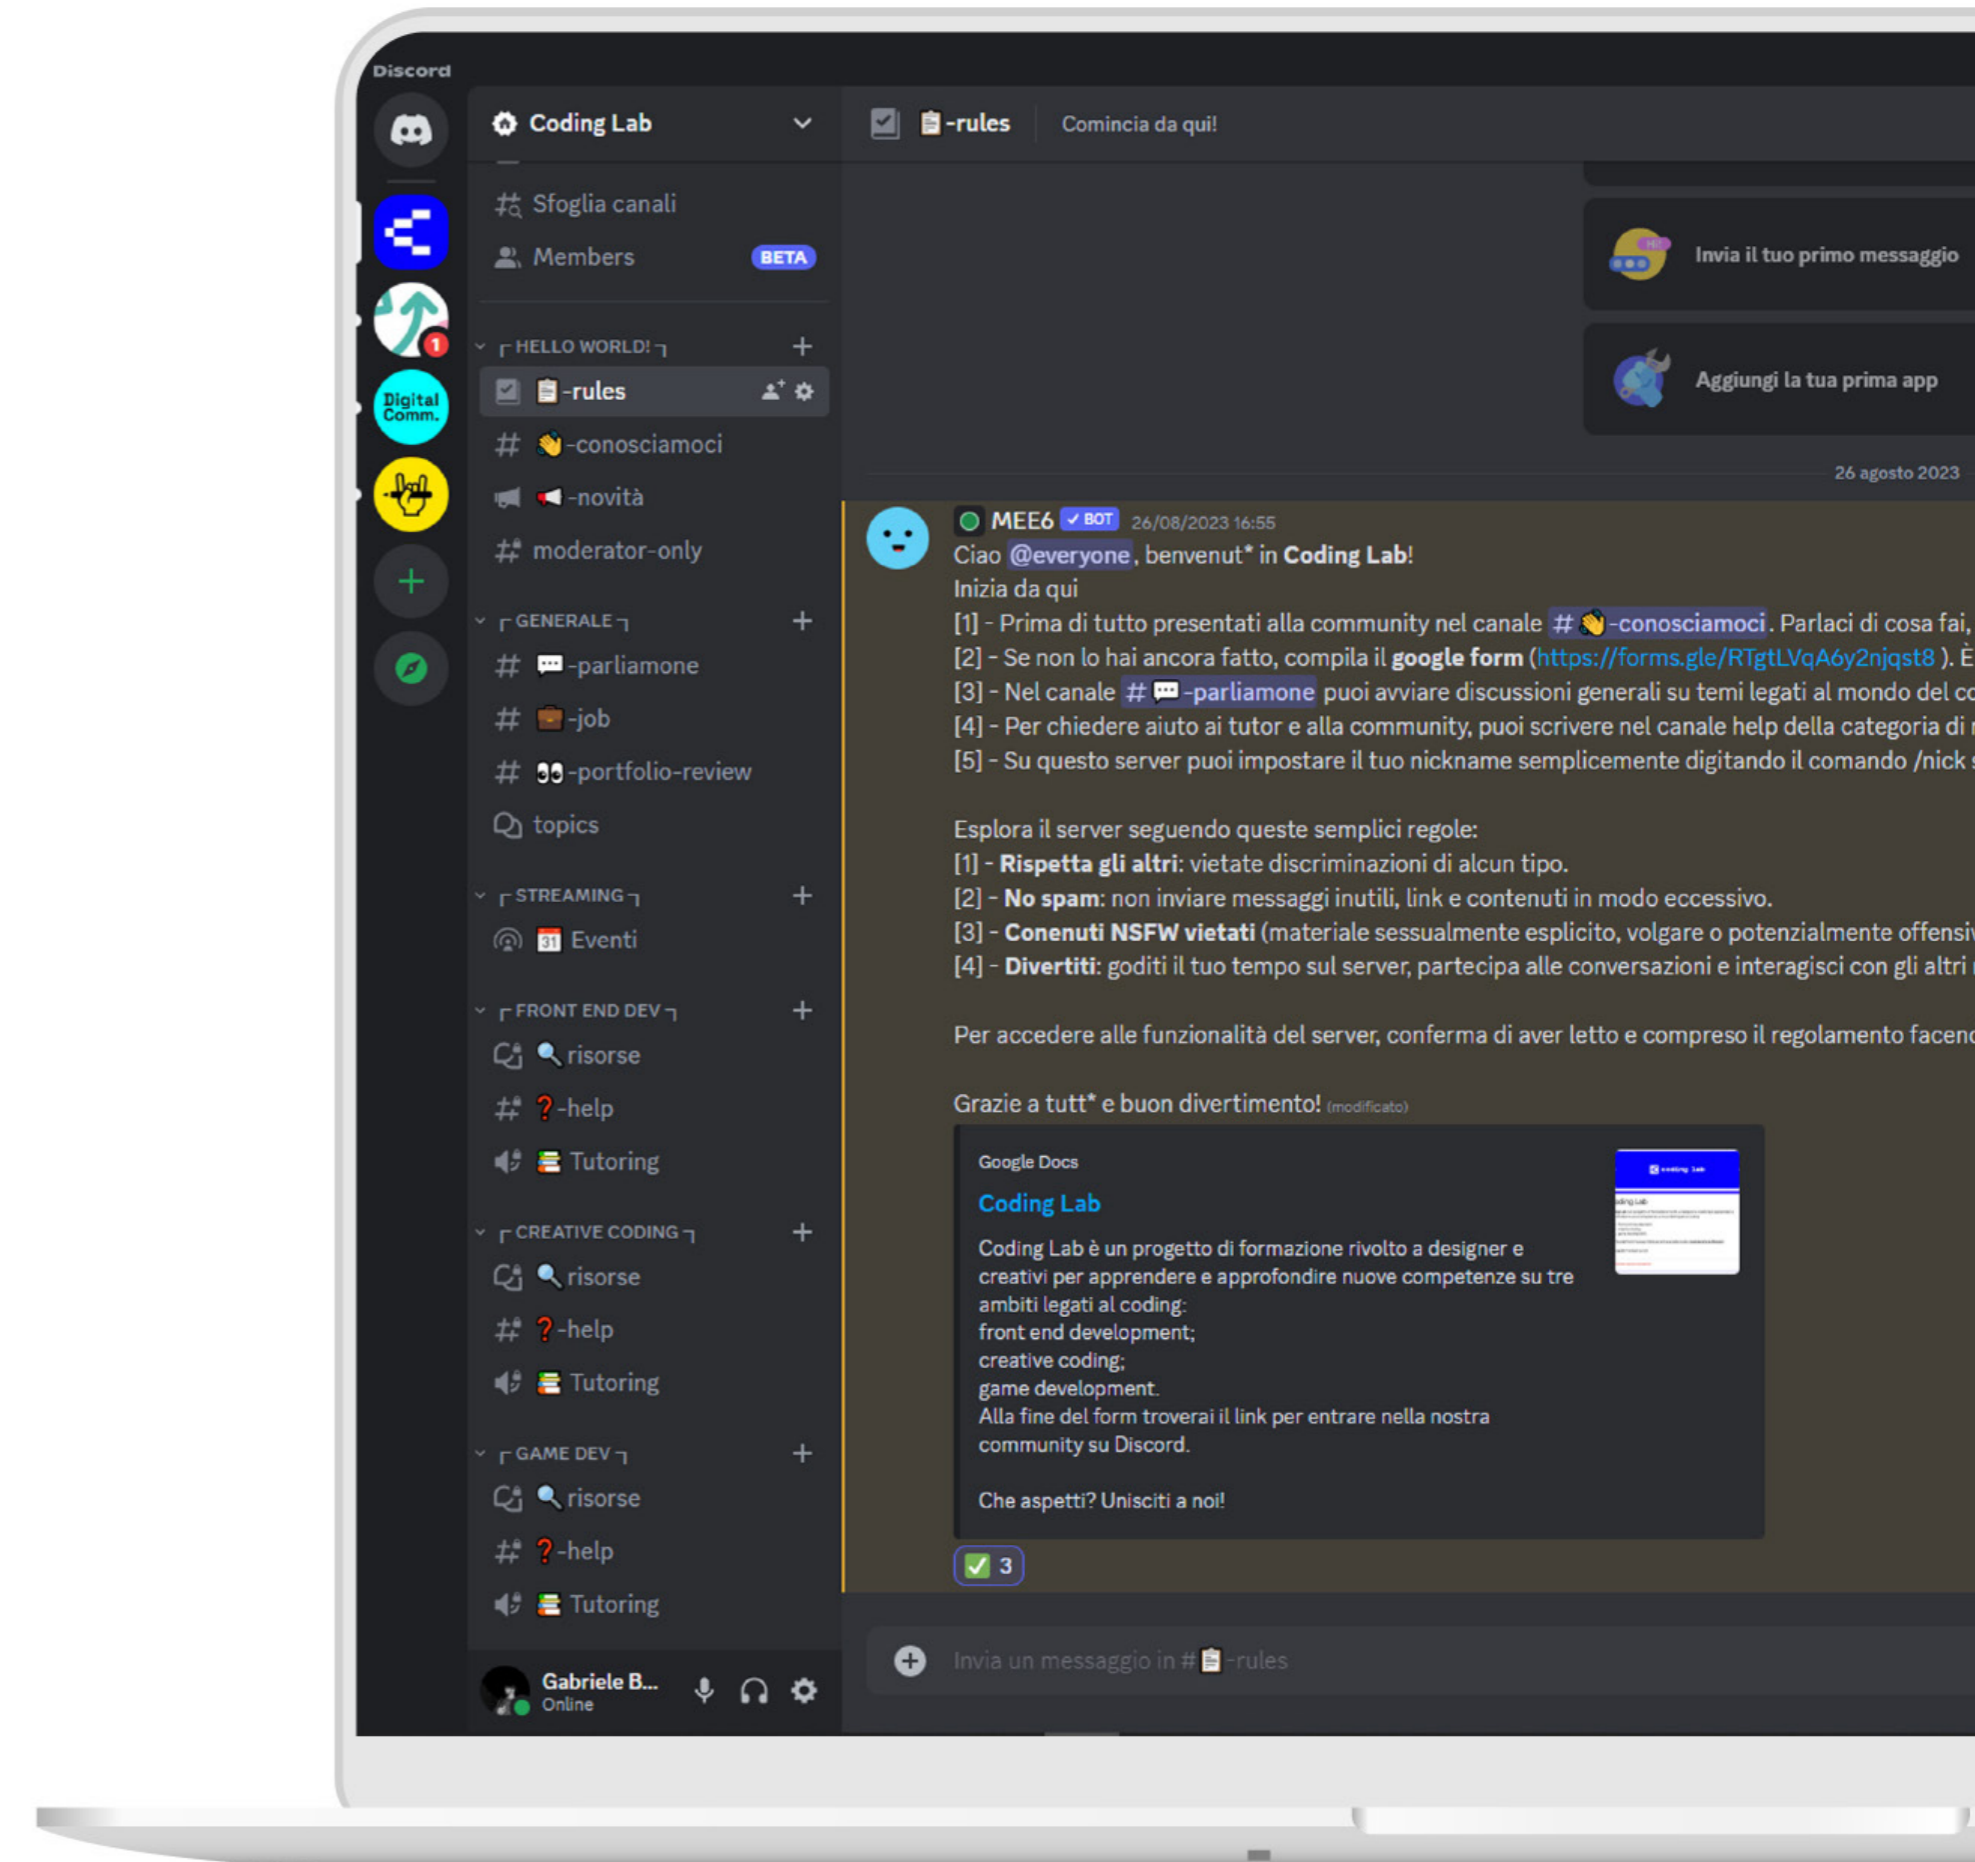 Discord
Coding Lab
Sfoglia canali
Members BETA
HELLO WORLD!
-rules
-conosciamoci
-novità
moderator-only
GENERALE
-parliamone
-job
-portfolio-review
topics
STREAMING
31 Eventi
FRONT END DEV
risorse
-help
Tutoring
CREATIVE CODING
risorse
-help
Tutoring
GAME DEV
risorse
-help
Tutoring
Gabriele B...
Online
1
Digital
Comm.
-rules Comincia da qui!
Hi!
Invia il tuo primo messaggio
Aggiungi la tua prima app
26 agosto 2023
MEE6 ✓ BOT 26/08/2023 16:55
Ciao @everyone, benvenut* in Coding Lab!
Inizia da qui
[1] - Prima di tutto presentati alla community nel canale # 👋-conosciamoci. Parlaci di cosa fai,
[2] - Se non lo hai ancora fatto, compila il google form (https://forms.gle/RTgtLVqA6y2njqst8 ). È
[3] - Nel canale # 💬-parliamone puoi avviare discussioni generali su temi legati al mondo del co
[4] - Per chiedere aiuto ai tutor e alla community, puoi scrivere nel canale help della categoria di
[5] - Su questo server puoi impostare il tuo nickname semplicemente digitando il comando /nick s
Esplora il server seguendo queste semplici regole:
[1] - Rispetta gli altri: vietate discriminazioni di alcun tipo.
[2] - No spam: non inviare messaggi inutili, link e contenuti in modo eccessivo.
[3] - Conenuti NSFW vietati (materiale sessualmente esplicito, volgare o potenzialmente offensiv
[4] - Divertiti: goditi il tuo tempo sul server, partecipa alle conversazioni e interagisci con gli altri
Per accedere alle funzionalità del server, conferma di aver letto e compreso il regolamento facend
Grazie a tutt* e buon divertimento! (modificato)
Google Docs
Coding Lab
Coding Lab è un progetto di formazione rivolto a designer e
creativi per apprendere e approfondire nuove competenze su tre
ambiti legati al coding:
front end development;
creative coding;
game development.
Alla fine del form troverai il link per entrare nella nostra
community su Discord.
Che aspetti? Unisciti a noi!
coding lab
✅ 3
Invia un messaggio in #📋-rules